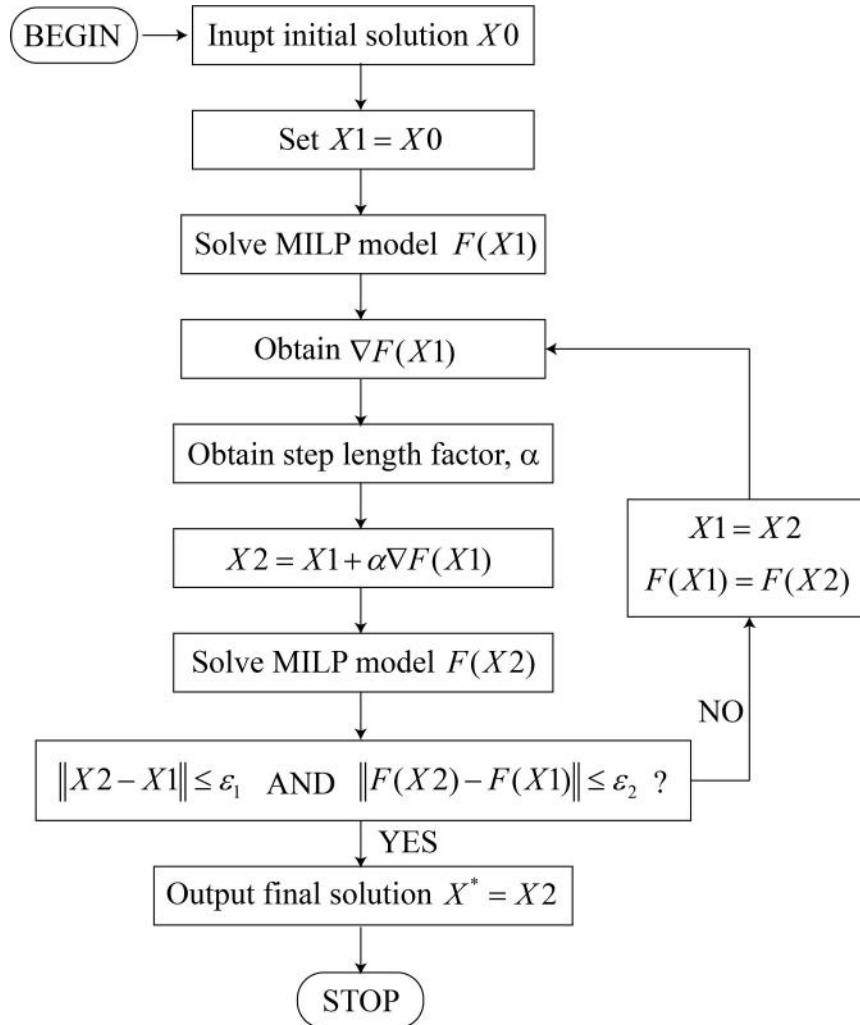 BEGIN
Inupt initial solution X0
Set X1 = X0
Solve MILP model F(X1)
Obtain ∇F(X1)
Obtain step length factor, α
X2 = X1 + α∇F(X1)
Solve MILP model F(X2)
‖X2 − X1‖ ≤ ε₁ AND ‖F(X2) − F(X1)‖ ≤ ε₂ ?
NO
X1 = X2
F(X1) = F(X2)
YES
Output final solution X* = X2
STOP